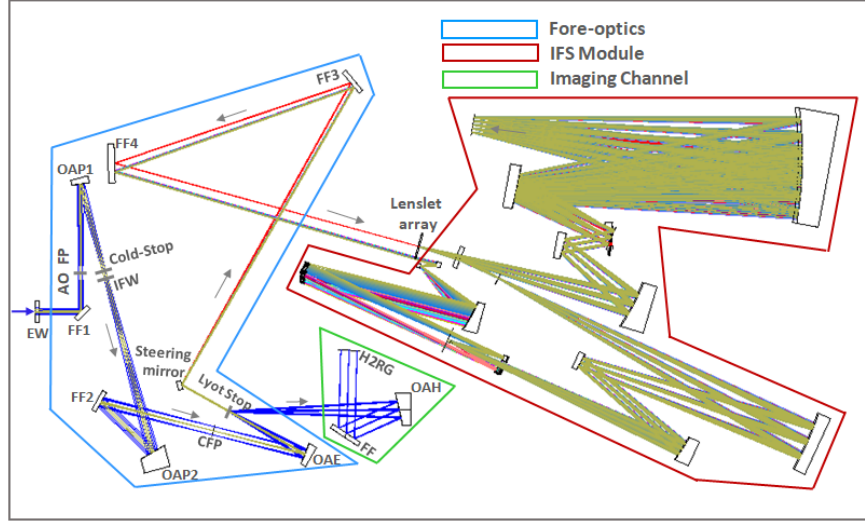 Fore-optics
IFS Module
Imaging Channel
FF3
FF4
OAP1
Lenslet
array
Cold-Stop
IFW
AO FP
EW
FF1
Steering
mirror
Lyot Stop
H2RG
OAH
FF2
CFP
FF
OAP2
OAE